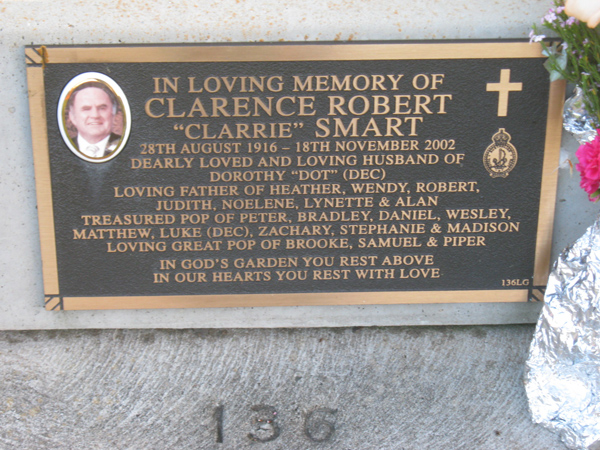 IN LOVING MEMORY OF
CLARENCE ROBERT
"CLARRIE" SMART
28TH AUGUST 1916 – 18TH NOVEMBER 2002
DEARLY LOVED AND LOVING HUSBAND OF
DOROTHY "DOT" (DEC)
LOVING FATHER OF HEATHER, WENDY, ROBERT,
JUDITH, NOELENE, LYNETTE & ALAN
TREASURED POP OF PETER, BRADLEY, DANIEL, WESLEY,
MATTHEW, LUKE (DEC), ZACHARY, STEPHANIE & MADISON
LOVING GREAT POP OF BROOKE, SAMUEL & PIPER
IN GOD'S GARDEN YOU REST ABOVE
IN OUR HEARTS YOU REST WITH LOVE
136LG
136